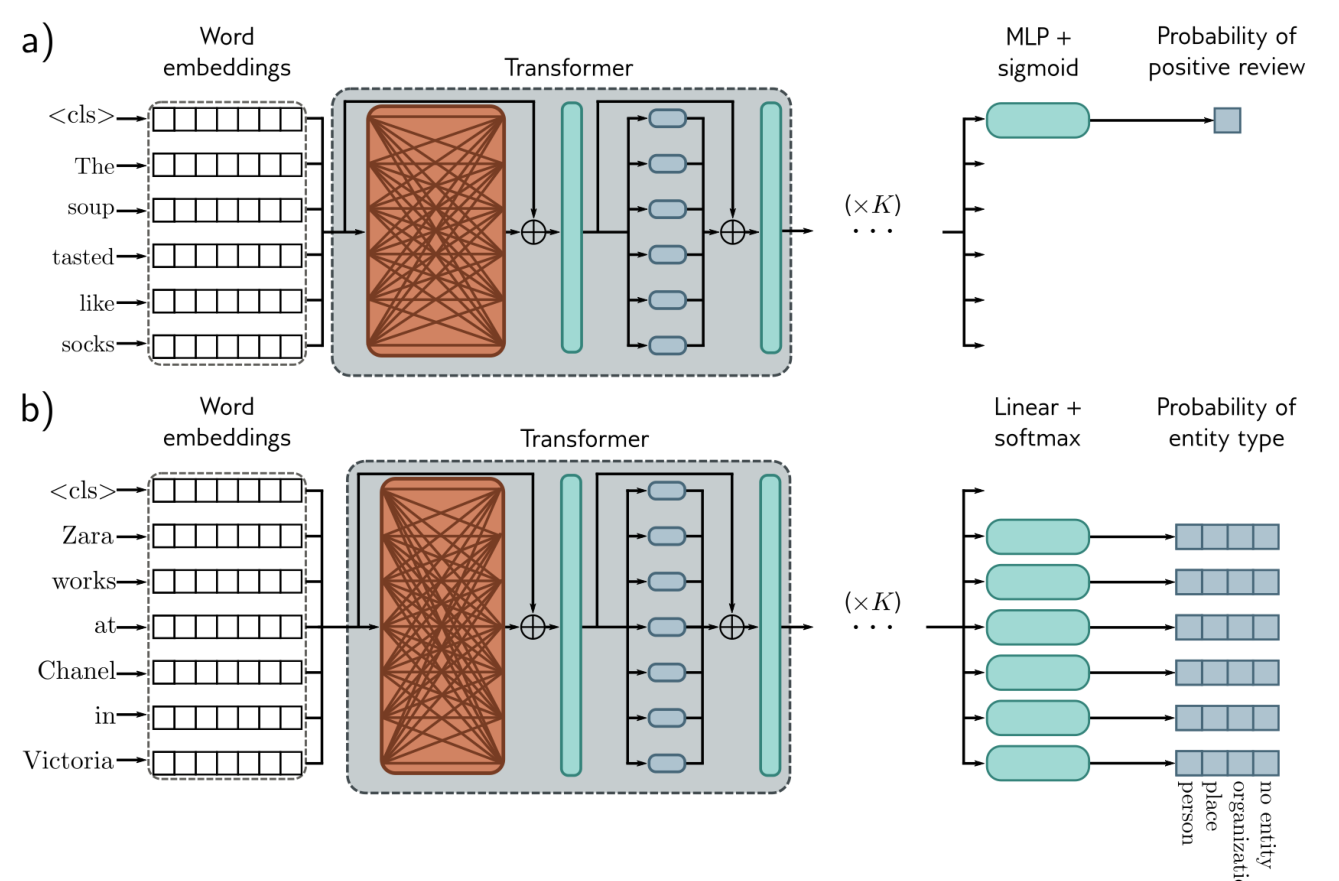 a)
Word
embeddings
Transformer
MLP +
sigmoid
Probability of
positive review
<cls>
The
soup
tasted
like
socks
(×K)
· · ·
b)
Word
embeddings
Transformer
Linear +
softmax
Probability of
entity type
<cls>
Zara
works
at
Chanel
in
Victoria
(×K)
· · ·
person
place
organizati
no entity